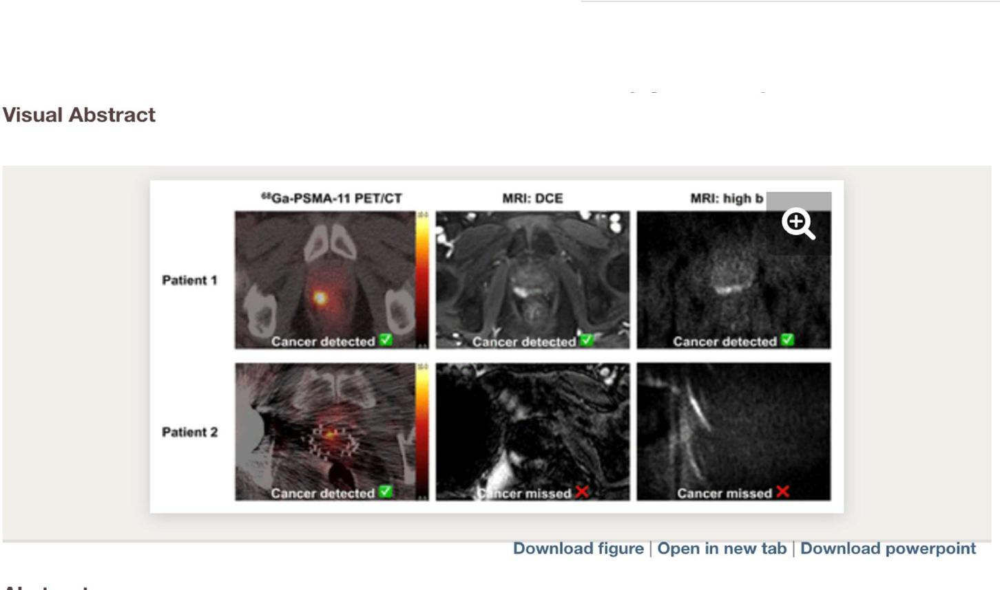 Visual Abstract
⁶⁸Ga-PSMA-11 PET/CT MRI: DCE MRI: high b
Patient 1
Cancer detected ✅ Cancer detected ✅ Cancer detected ✅
Patient 2
Cancer detected ✅ Cancer missed ❌ Cancer missed ❌
Download figure | Open in new tab | Download powerpoint